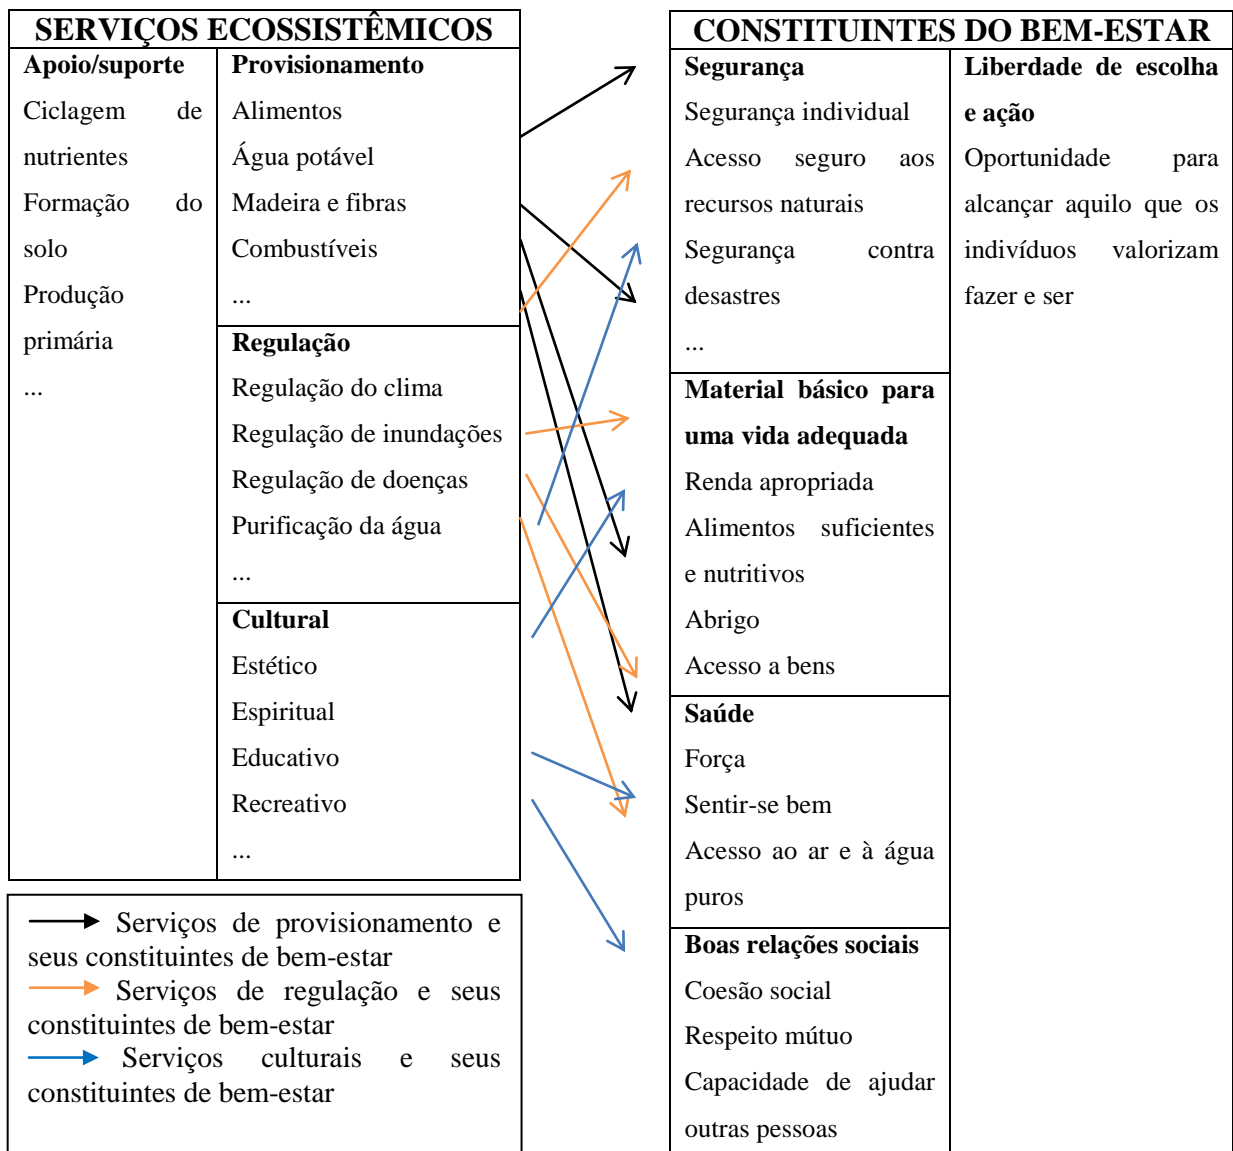 SERVIÇOS ECOSSISTÊMICOS
Apoio/suporte
Ciclagem de
nutrientes
Formação do
solo
Produção
primária
...
Provisionamento
Alimentos
Água potável
Madeira e fibras
Combustíveis
...
Regulação
Regulação do clima
Regulação de inundações
Regulação de doenças
Purificação da água
...
Cultural
Estético
Espiritual
Educativo
Recreativo
...
Serviços de provisionamento e
seus constituintes de bem-estar
Serviços de regulação e seus
constituintes de bem-estar
Serviços culturais e seus
constituintes de bem-estar
CONSTITUINTES DO BEM-ESTAR
Segurança
Segurança individual
Acesso seguro aos
recursos naturais
Segurança contra
desastres
...
Material básico para
uma vida adequada
Renda apropriada
Alimentos suficientes
e nutritivos
Abrigo
Acesso a bens
Saúde
Força
Sentir-se bem
Acesso ao ar e à água
puros
Boas relações sociais
Coesão social
Respeito mútuo
Capacidade de ajudar
outras pessoas
Liberdade de escolha
e ação
Oportunidade para
alcançar aquilo que os
indivíduos valorizam
fazer e ser